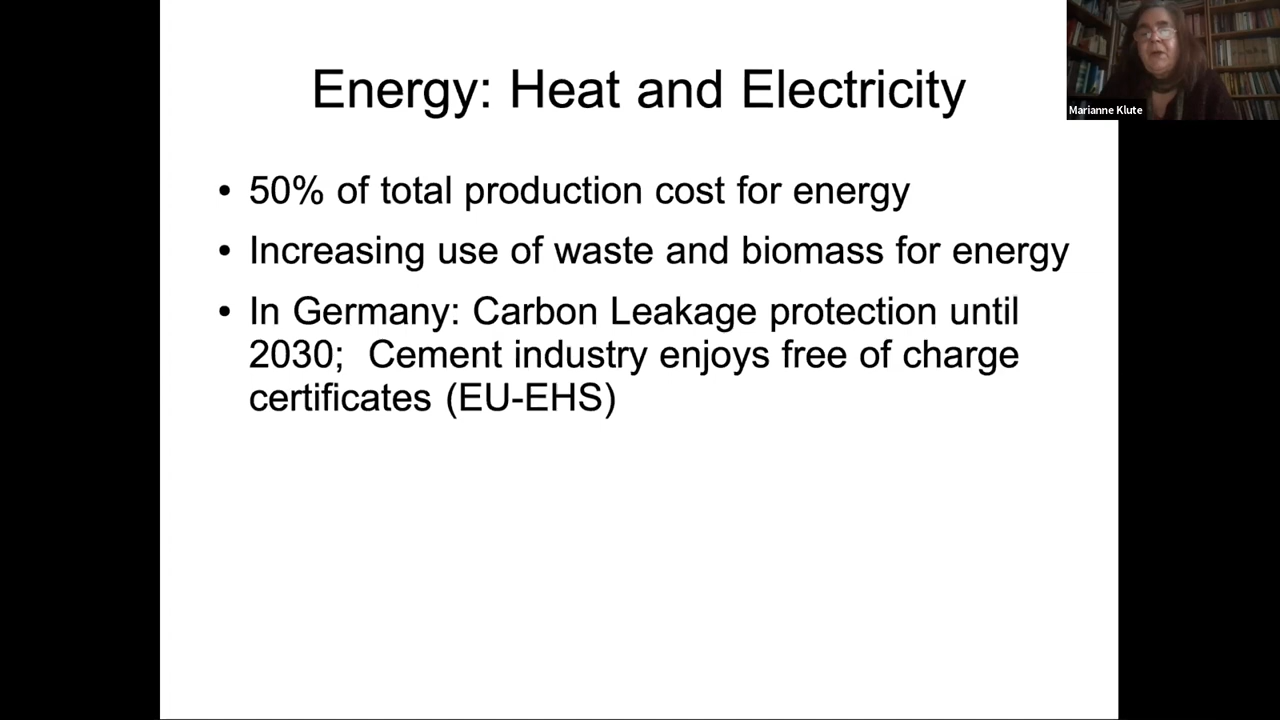 Energy: Heat and Electricity
Marianne Klute
• 50% of total production cost for energy
• Increasing use of waste and biomass for energy
• In Germany: Carbon Leakage protection until
2030;  Cement industry enjoys free of charge
certificates (EU-EHS)